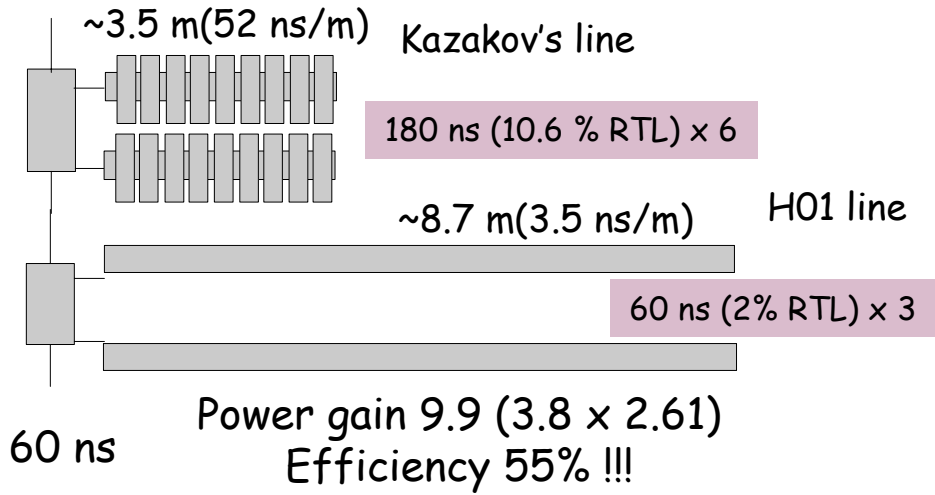 ~3.5 m(52 ns/m)
Kazakov's line
180 ns (10.6 % RTL) x 6
~8.7 m(3.5 ns/m)
H01 line
60 ns (2% RTL) x 3
Power gain 9.9 (3.8 x 2.61)
60 ns
Efficiency 55% !!!